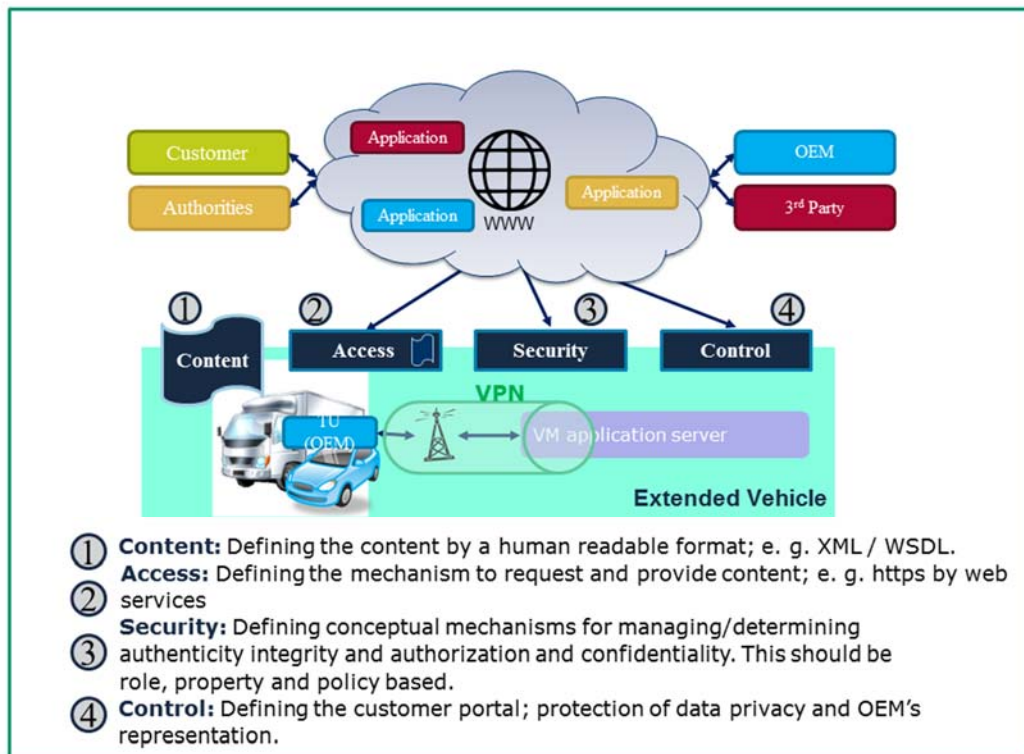 Application
Customer
OEM
Application
Authorities
Application
3rd Party
WWW
1
2
3
4
Content
Access
Security
Control
VPN
TU
(OEM)
VM application server
Extended Vehicle
1 Content: Defining the content by a human readable format; e. g. XML / WSDL.
Access: Defining the mechanism to request and provide content; e. g. https by web
2 services
Security: Defining conceptual mechanisms for managing/determining
3 authenticity integrity and authorization and confidentiality. This should be
role, property and policy based.
4 Control: Defining the customer portal; protection of data privacy and OEM’s
representation.